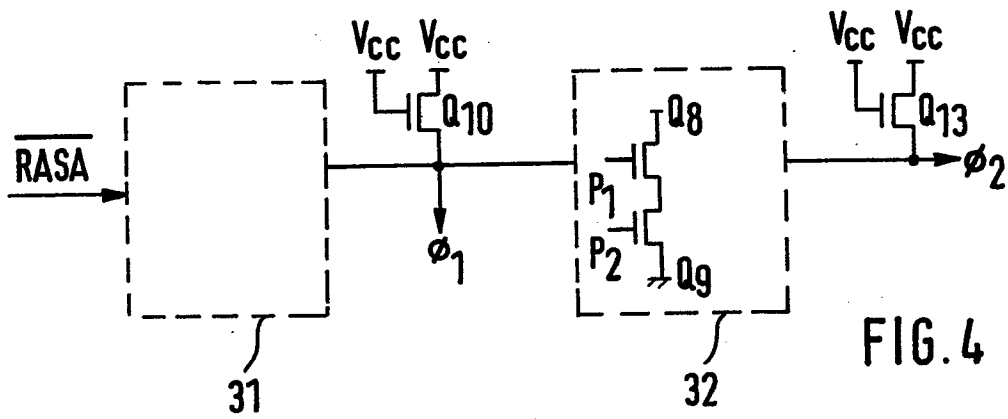 Vcc Vcc
Q10
RASA
φ1
31
Q8
P1
P2
Q9
32
Vcc Vcc
Q13
φ2
FIG. 4